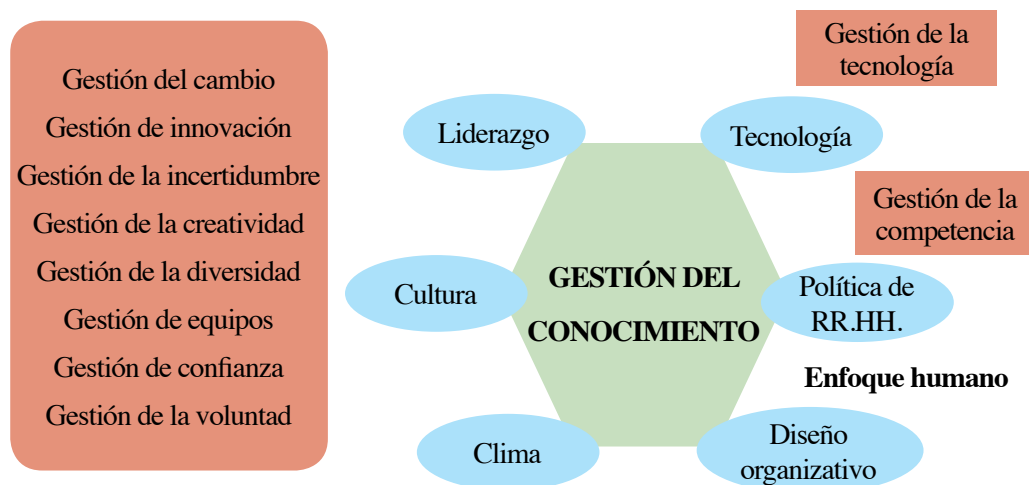 Gestión del cambio
Gestión de innovación
Gestión de la incertidumbre
Gestión de la creatividad
Gestión de la diversidad
Gestión de equipos
Gestión de confianza
Gestión de la voluntad
Gestión de la
tecnología
Liderazgo
Tecnología
Gestión de la
competencia
Cultura
GESTIÓN DEL
CONOCIMIENTO
Política de
RR.HH.
Enfoque humano
Clima
Diseño
organizativo